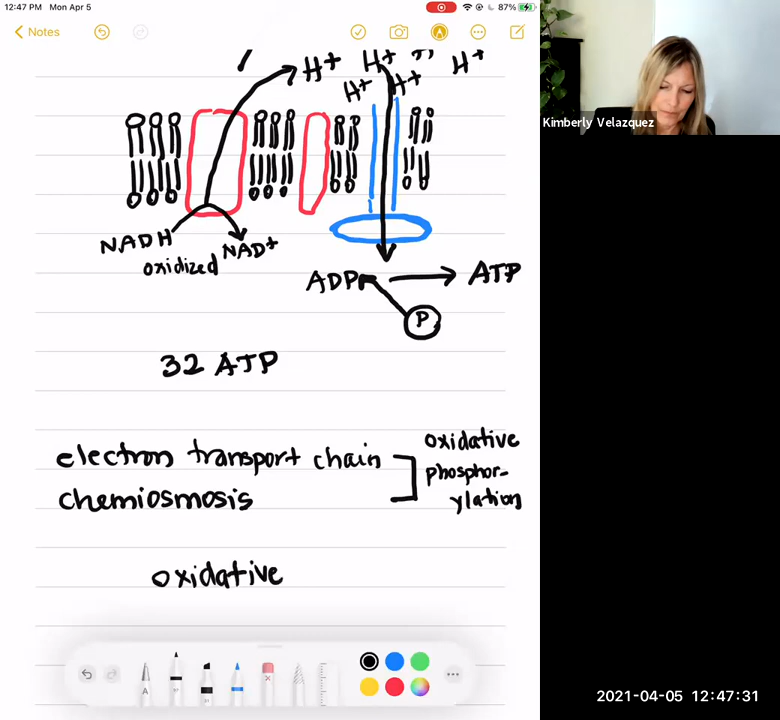 12:47 PM Mon Apr 5
87%
Notes
H+ H+ H+
H+ H+
Kimberly Velazquez
NADH NAD+
oxidized
ADP ATP
P
32 ATP
electron transport chain
chemiosmosis
oxidative
phosphor-
ylation
oxidative
A
2021-04-05 12:47:31